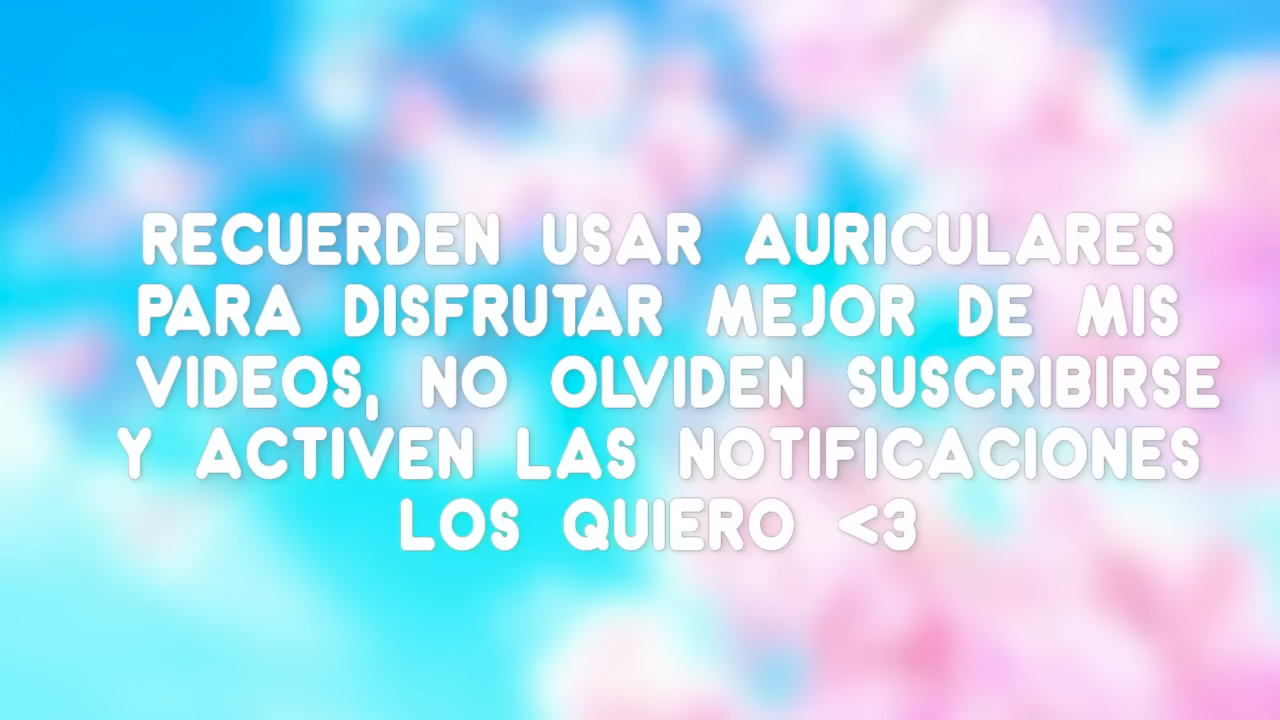 RECUERDEN USAR AURICULARES
PARA DISFRUTAR MEJOR DE MIS
VIDEOS, NO OLVIDEN SUSCRIBIRSE
Y ACTIVEN LAS NOTIFICACIONES
LOS QUIERO <3